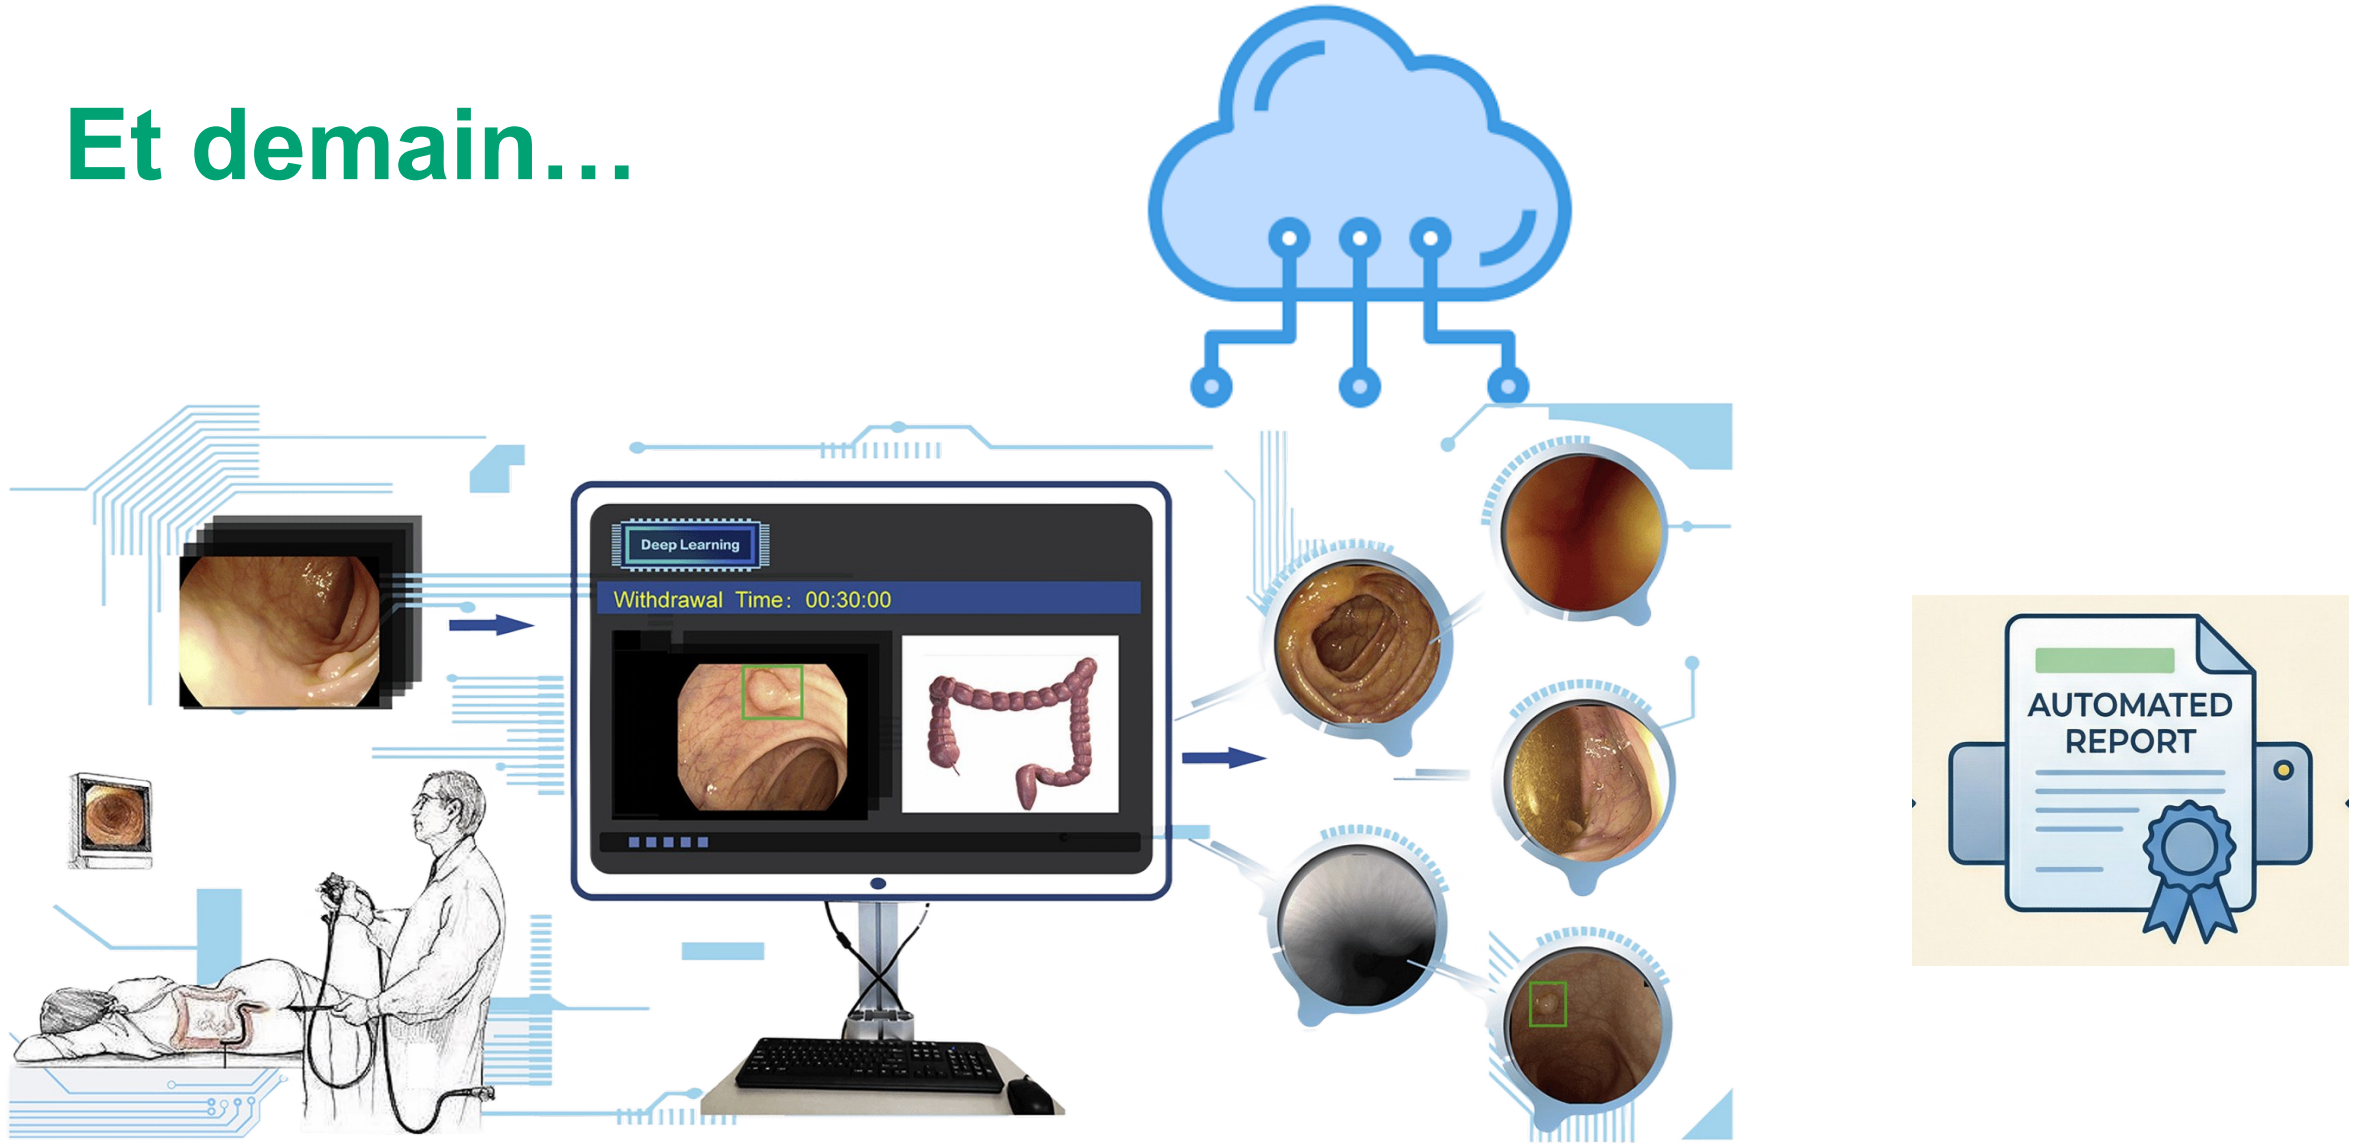 Et demain…
Deep Learning
Withdrawal Time: 00:30:00
AUTOMATED
REPORT